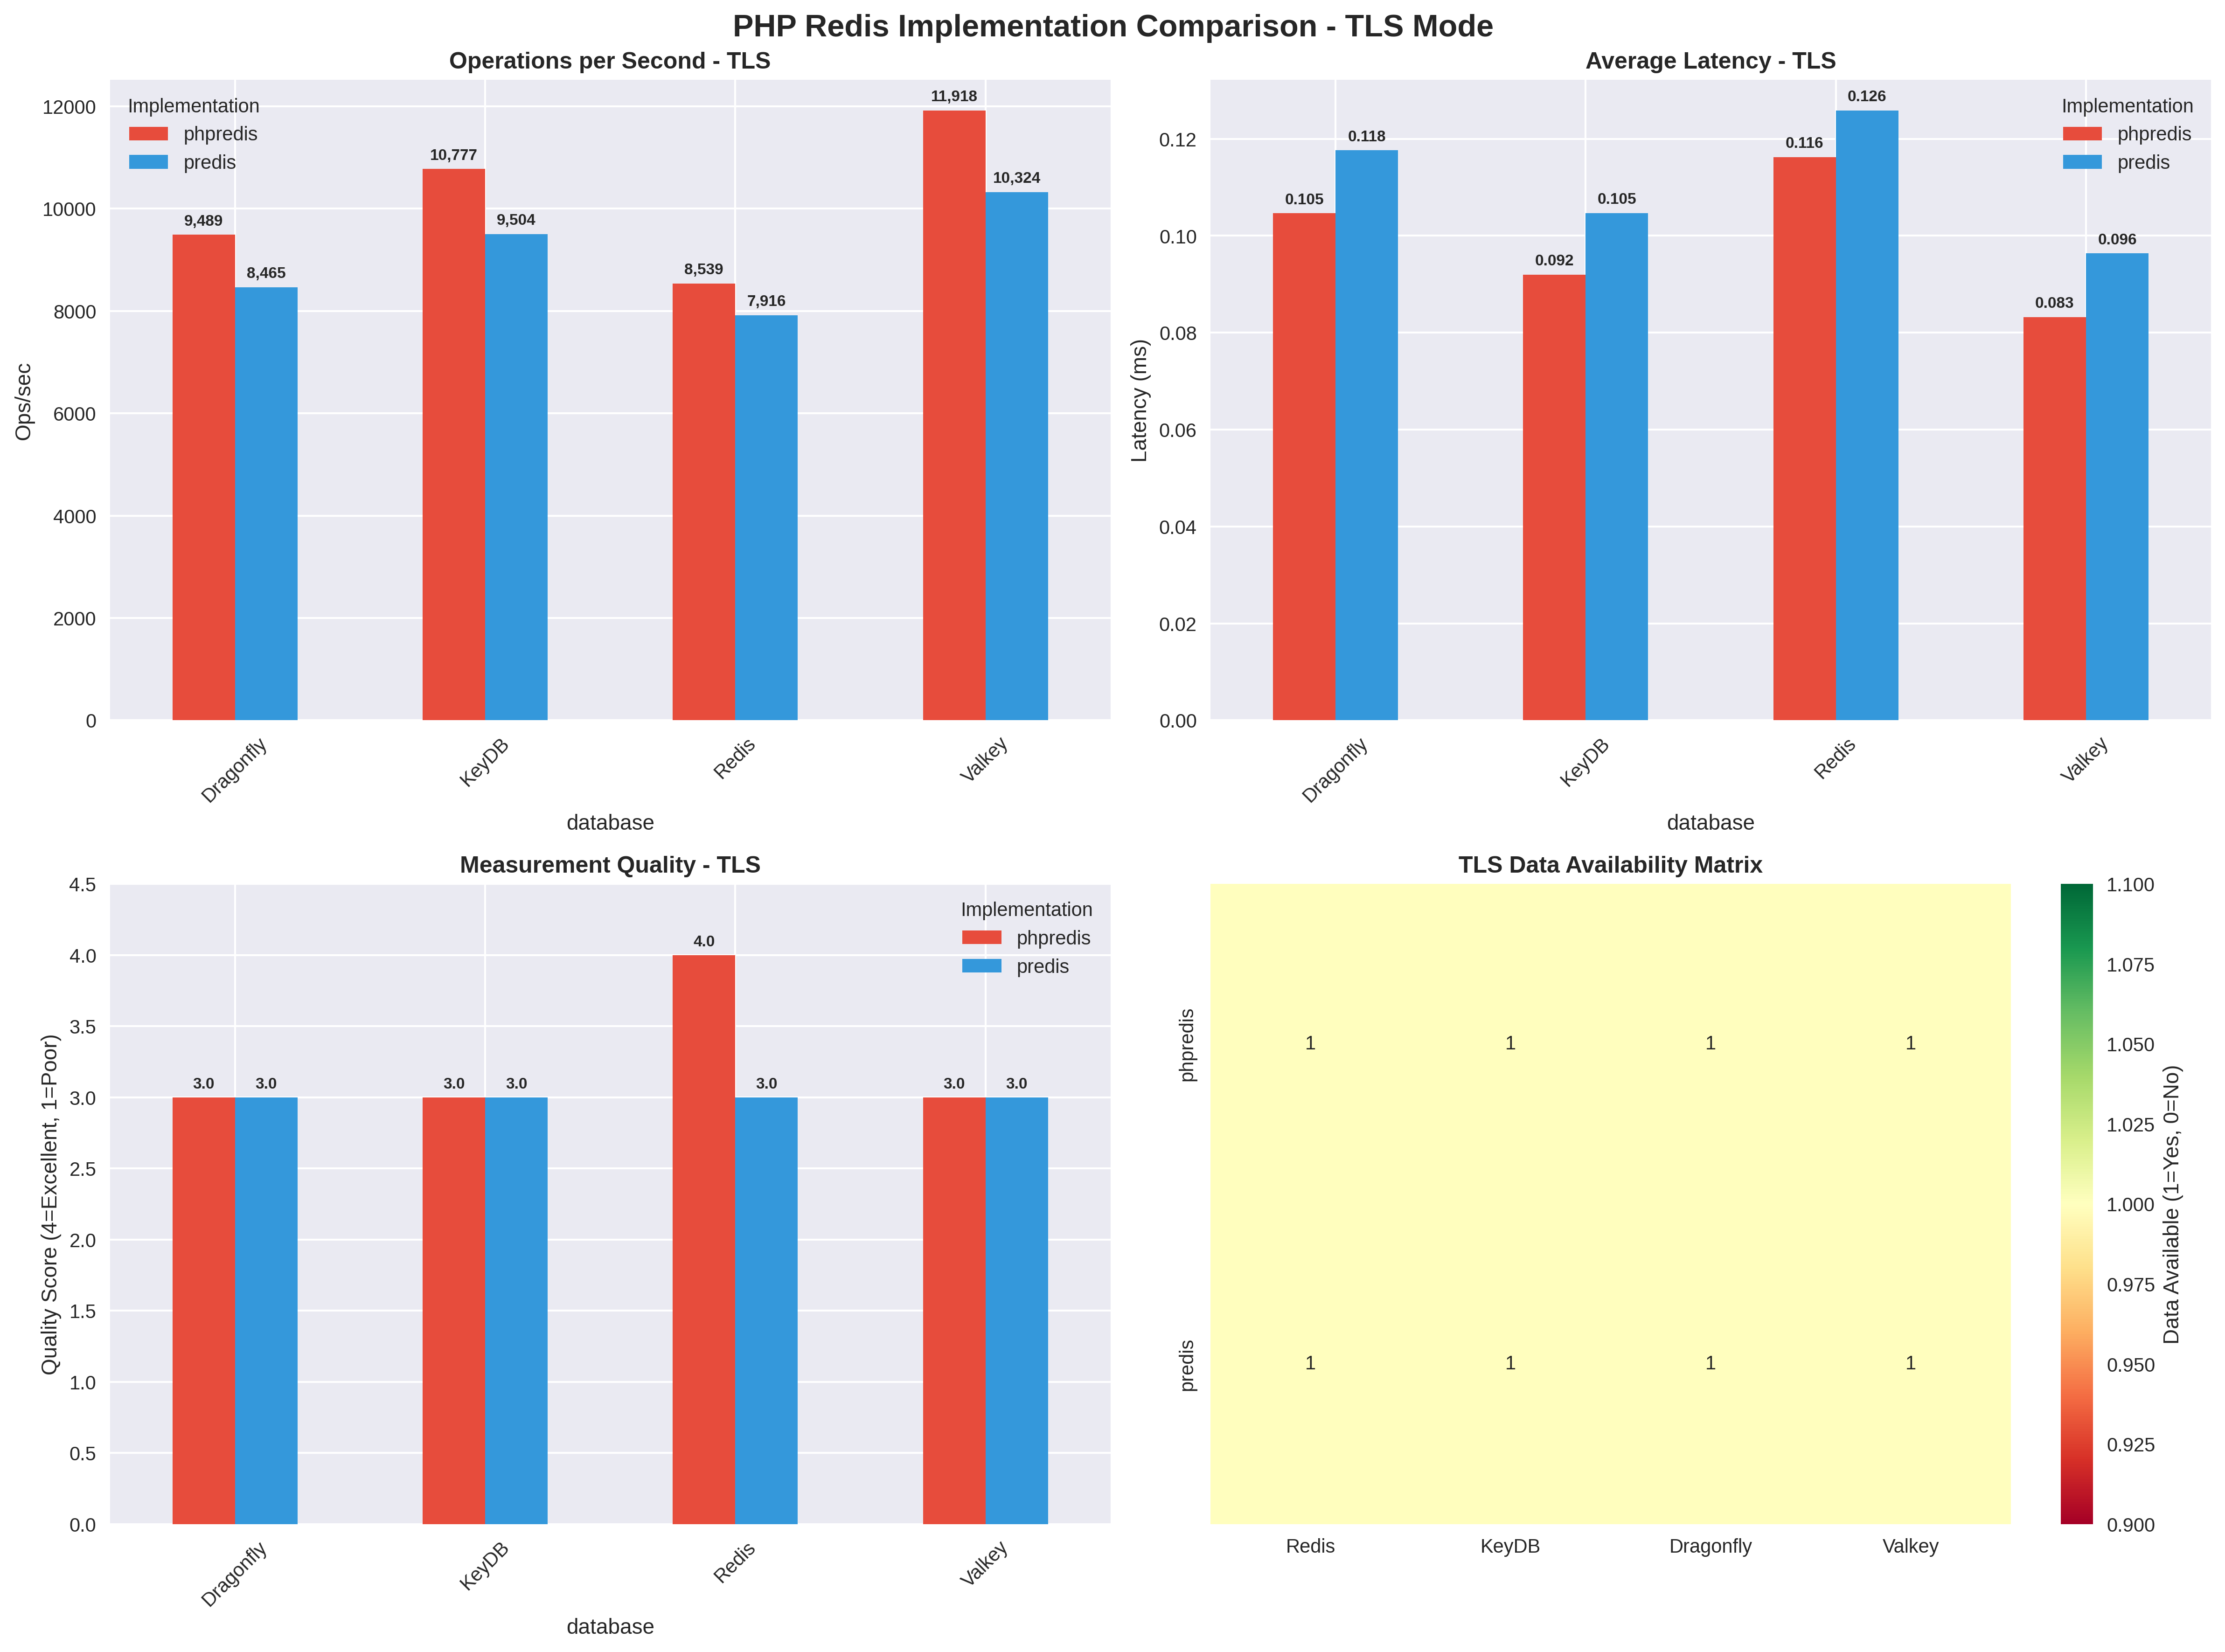 PHP Redis Implementation Comparison - TLS Mode
Operations per Second - TLS
Ops/sec
12000
10000
8000
6000
4000
2000
0
Implementation
phpredis
predis
9,489
8,465
10,777
9,504
8,539
7,916
11,918
10,324
Dragonfly
KeyDB
Redis
Valkey
database
Average Latency - TLS
Latency (ms)
0.12
0.10
0.08
0.06
0.04
0.02
0.00
Implementation
phpredis
predis
0.105
0.118
0.092
0.105
0.116
0.126
0.083
0.096
Dragonfly
KeyDB
Redis
Valkey
database
Measurement Quality - TLS
Quality Score (4=Excellent, 1=Poor)
4.5
4.0
3.5
3.0
2.5
2.0
1.5
1.0
0.5
0.0
Implementation
phpredis
predis
3.0
3.0
3.0
3.0
4.0
3.0
3.0
3.0
Dragonfly
KeyDB
Redis
Valkey
database
TLS Data Availability Matrix
phpredis
1 1 1 1
predis
1 1 1 1
Redis KeyDB Dragonfly Valkey
1.100
1.075
1.050
1.025
1.000
0.975
0.950
0.925
0.900
Data Available (1=Yes, 0=No)